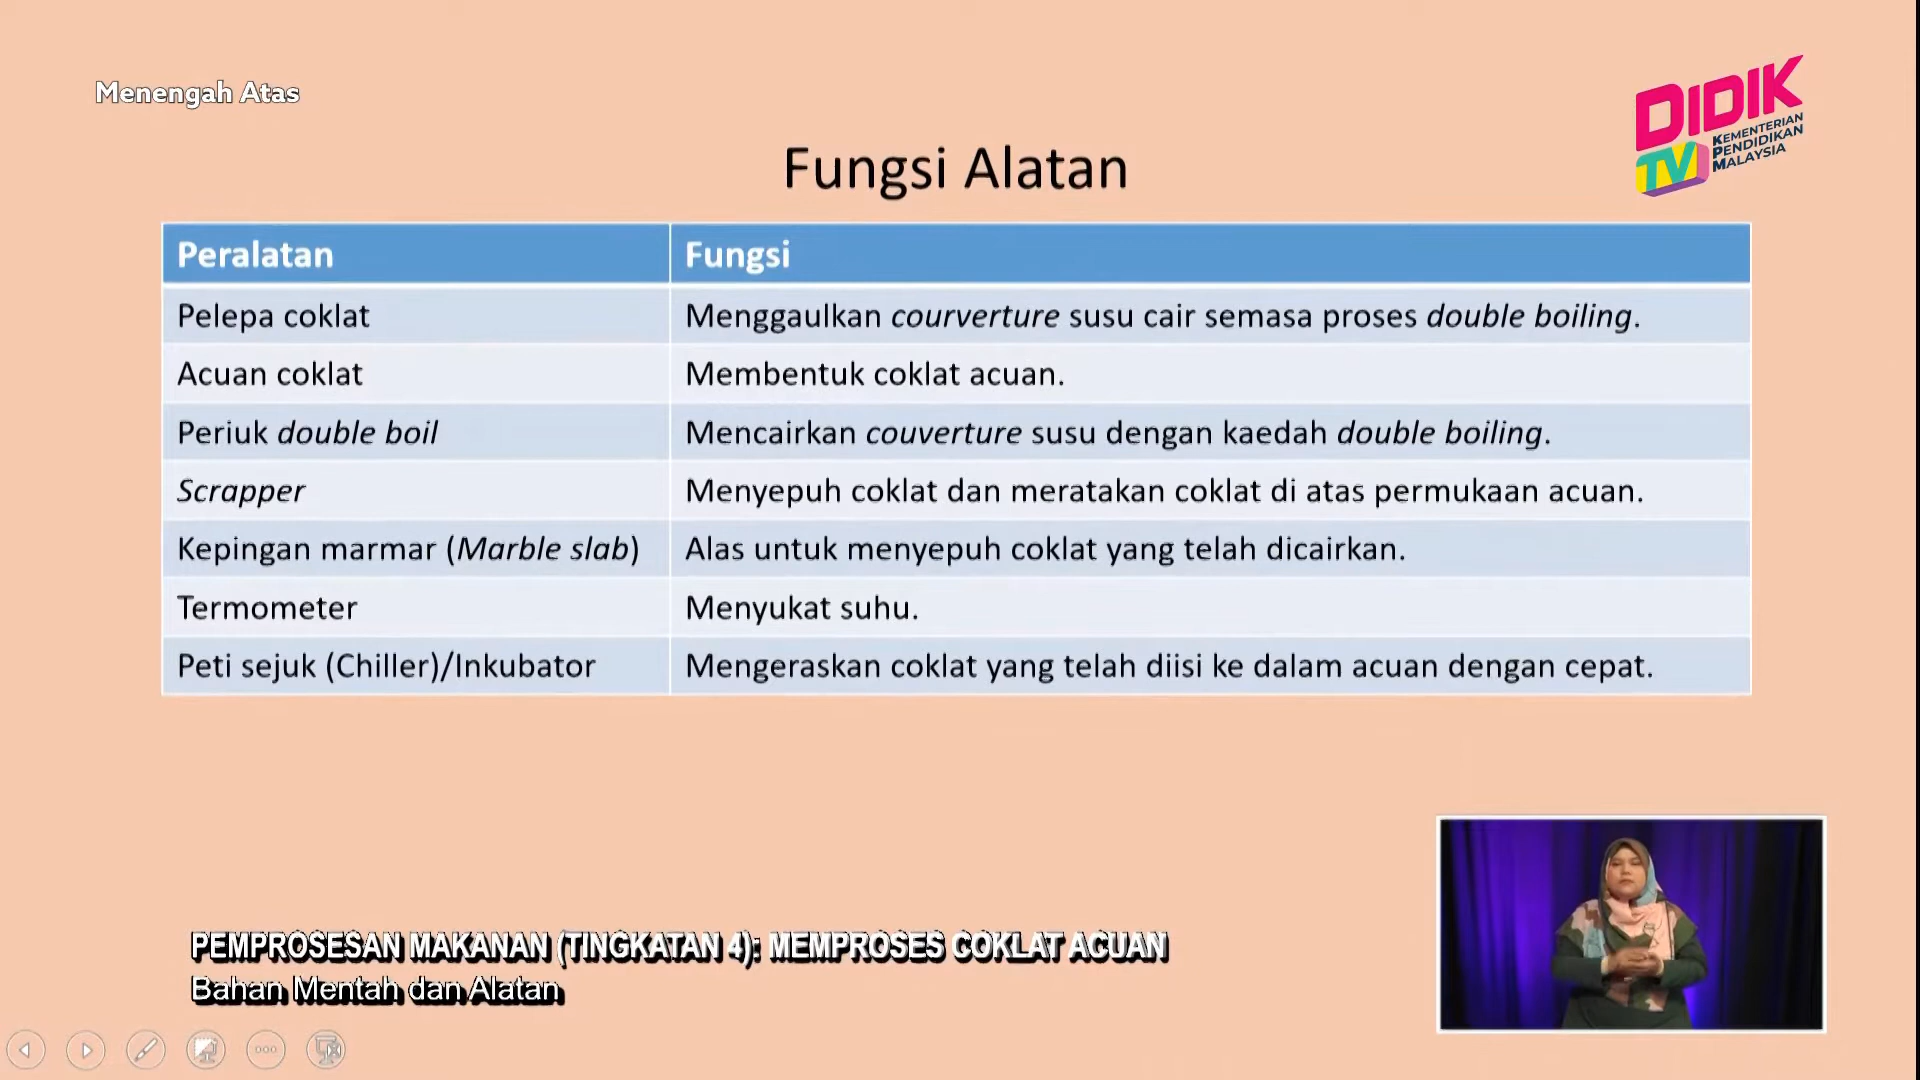 Menengah Atas
DIDIK
TV
KEMENTERIAN
PENDIDIKAN
MALAYSIA
Fungsi Alatan
Peralatan Fungsi
Pelepa coklat Menggaulkan courverture susu cair semasa proses double boiling.
Acuan coklat Membentuk coklat acuan.
Periuk double boil Mencairkan couverture susu dengan kaedah double boiling.
Scrapper Menyepuh coklat dan meratakan coklat di atas permukaan acuan.
Kepingan marmar (Marble slab) Alas untuk menyepuh coklat yang telah dicairkan.
Termometer Menyukat suhu.
Peti sejuk (Chiller)/Inkubator Mengeraskan coklat yang telah diisi ke dalam acuan dengan cepat.
PEMPROSESAN MAKANAN (TINGKATAN 4): MEMPROSES COKLAT ACUAN
Bahan Mentah dan Alatan